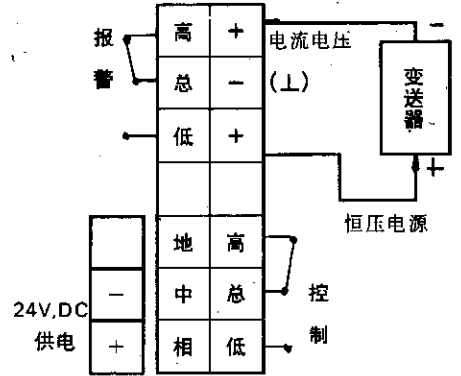 报警
高 +
总 −
低 +
地 高
中 总
相 低
电流电压
(⊥)
−
变送器
+
恒压电源
控制
−
+
24V,DC
供电